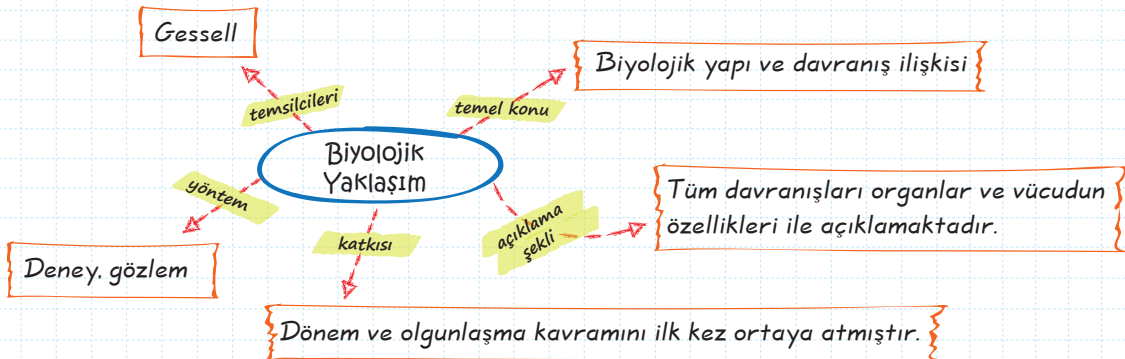 Gessell
temsilcileri
temel konu
Biyolojik yapı ve davranış ilişkisi
Biyolojik
Yaklaşım
yöntem
Deney, gözlem
katkısı
açıklama
şekli
Tüm davranışları organlar ve vücudun
özellikleri ile açıklamaktadır.
Dönem ve olgunlaşma kavramını ilk kez ortaya atmıştır.